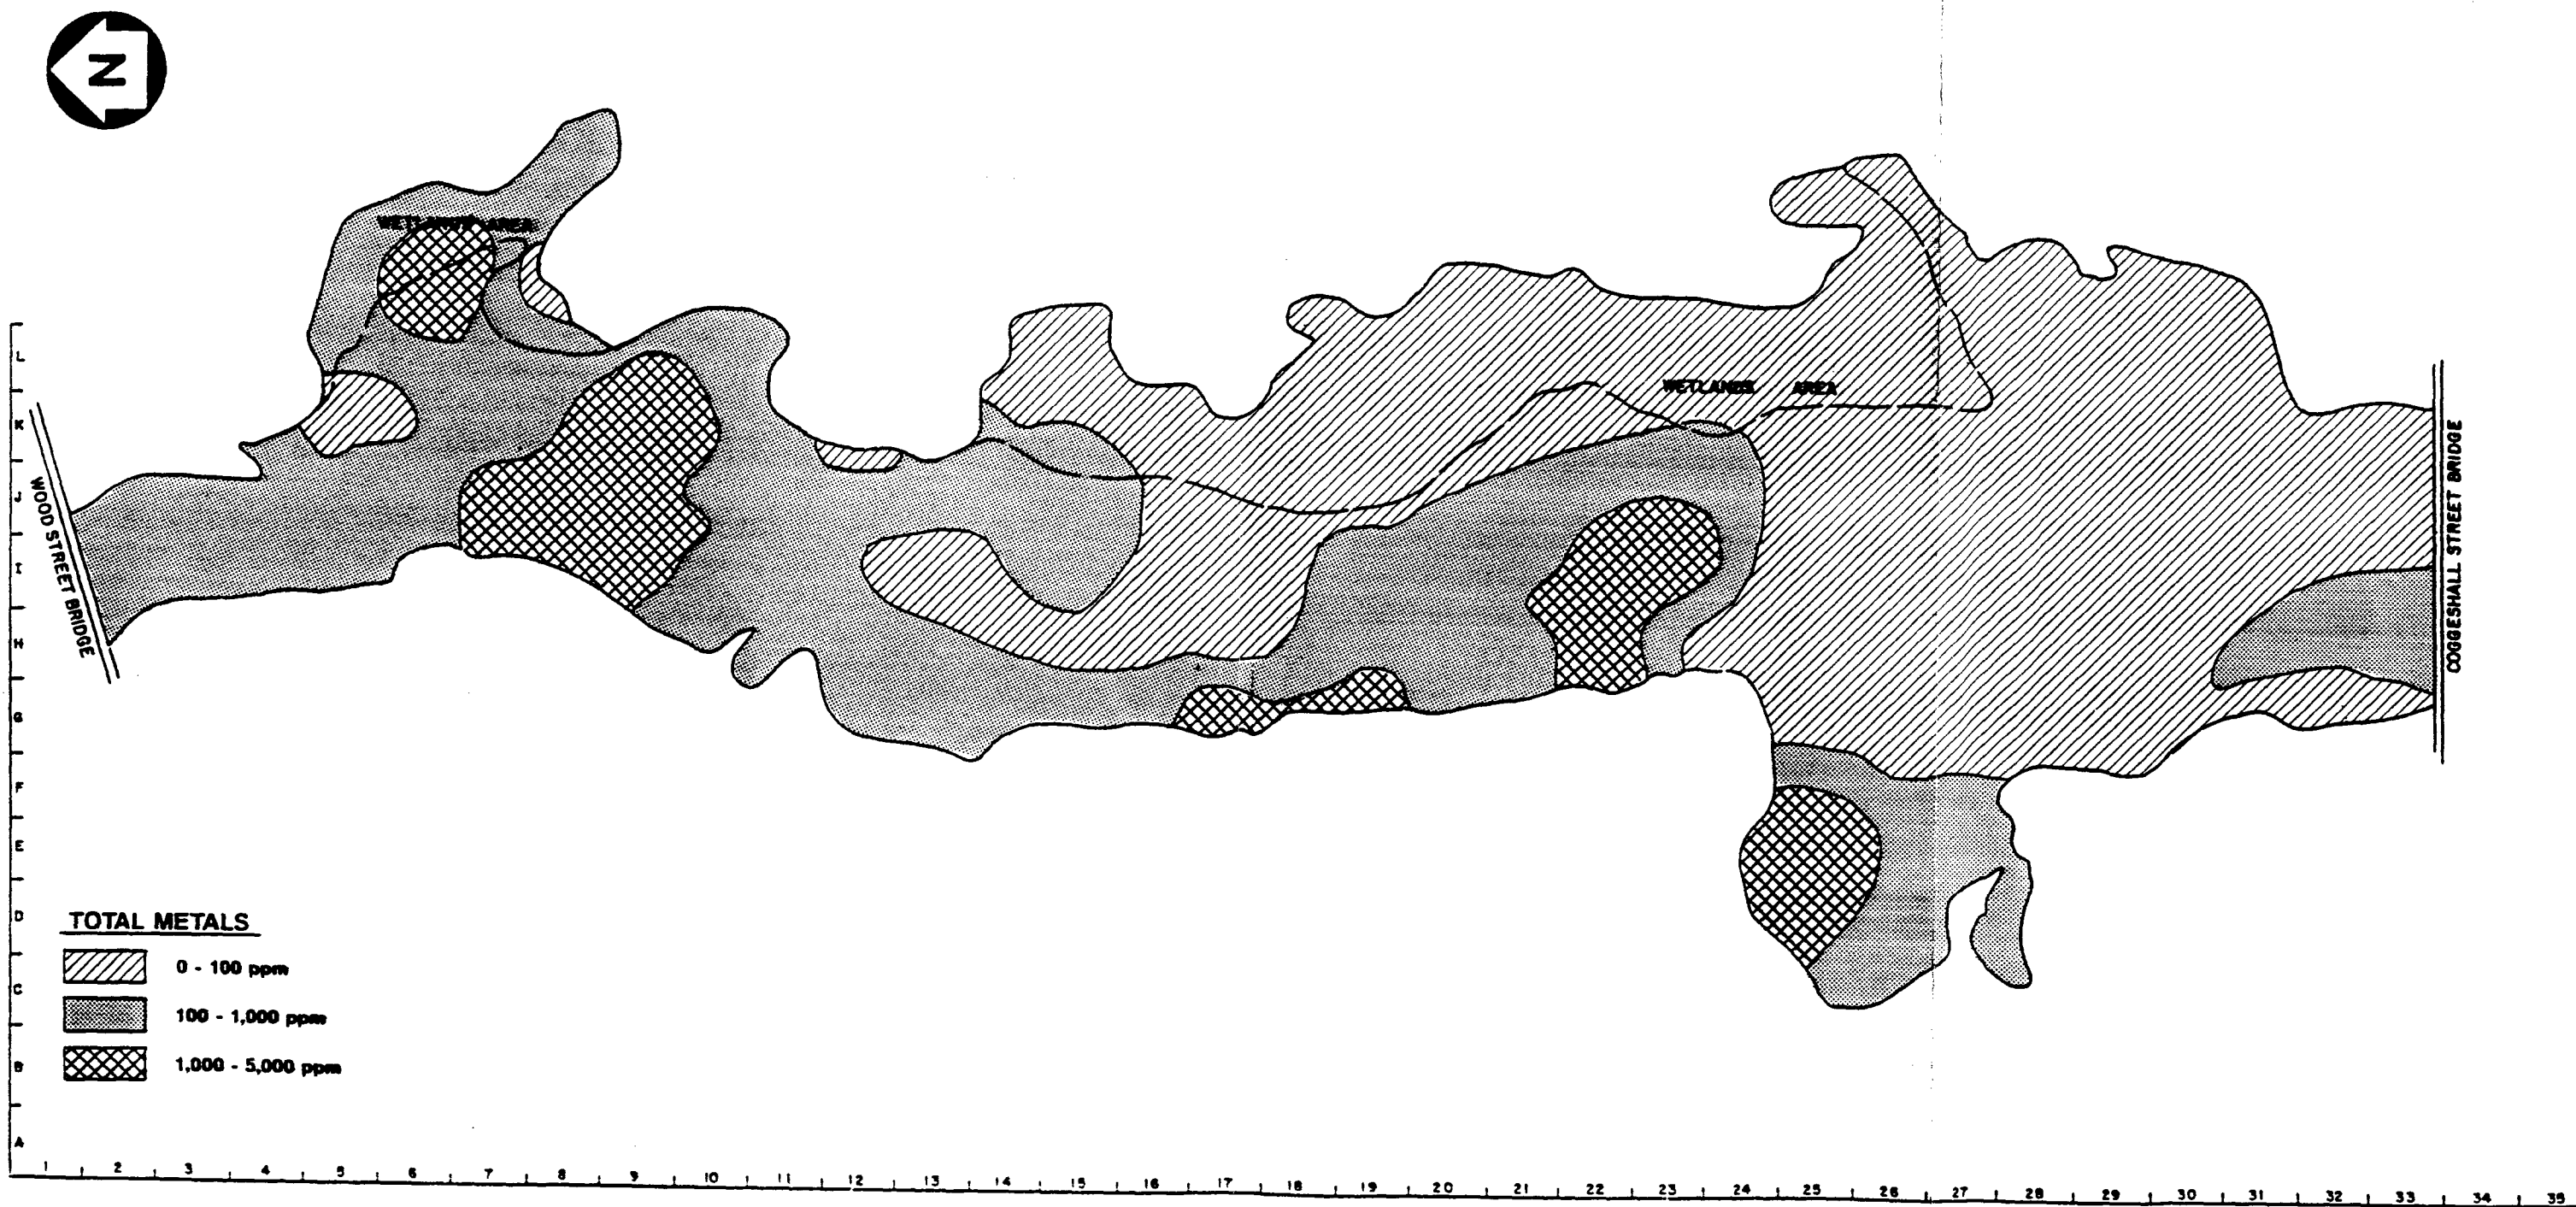 N
WETLANDS AREA
WETLANDS AREA
WOOD STREET BRIDGE
COGGESHALL STREET BRIDGE
L
K
J
I
H
G
F
E
D
C
B
A
TOTAL METALS
0 - 100 ppm
100 - 1,000 ppm
1,000 - 5,000 ppm
1 2 3 4 5 6 7 8 9 10 11 12 13 14 15 16 17 18 19 20 21 22 23 24 25 26 27 28 29 30 31 32 33 34 35